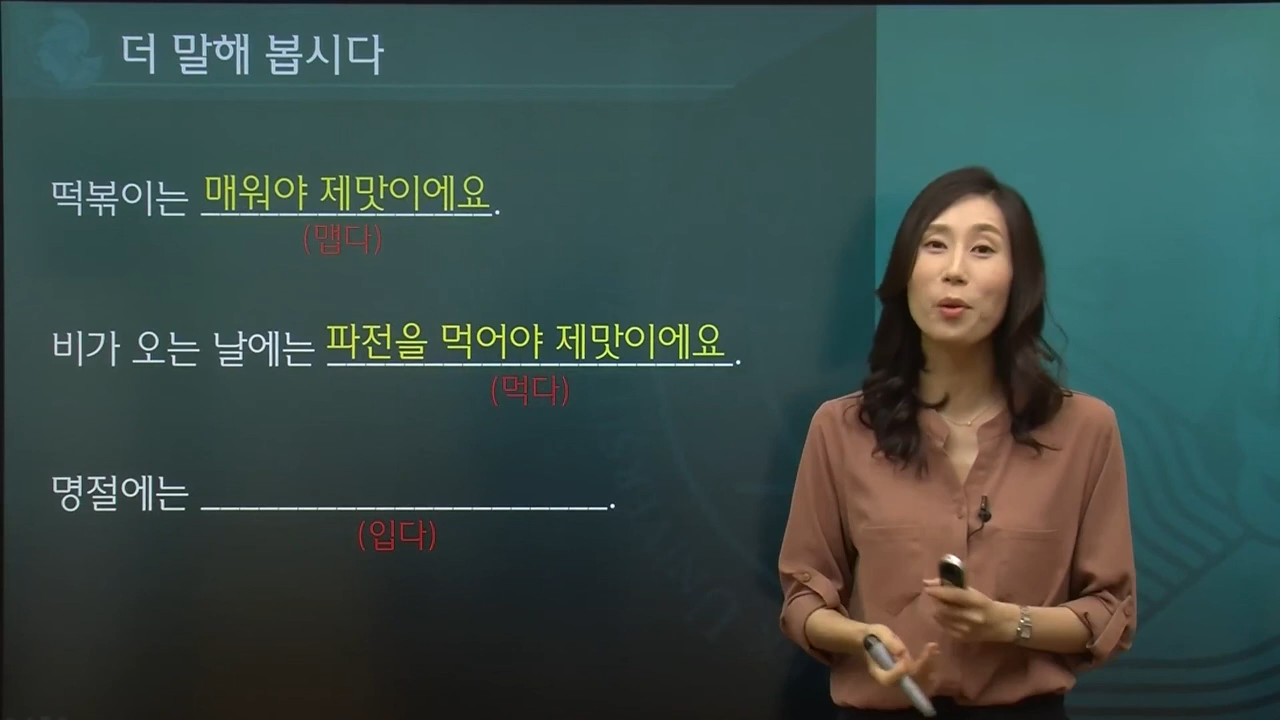 더 말해 봅시다
떡볶이는 매워야 제맛이에요.
(맵다)
비가 오는 날에는 파전을 먹어야 제맛이에요.
(먹다)
명절에는 _____________________.
(입다)